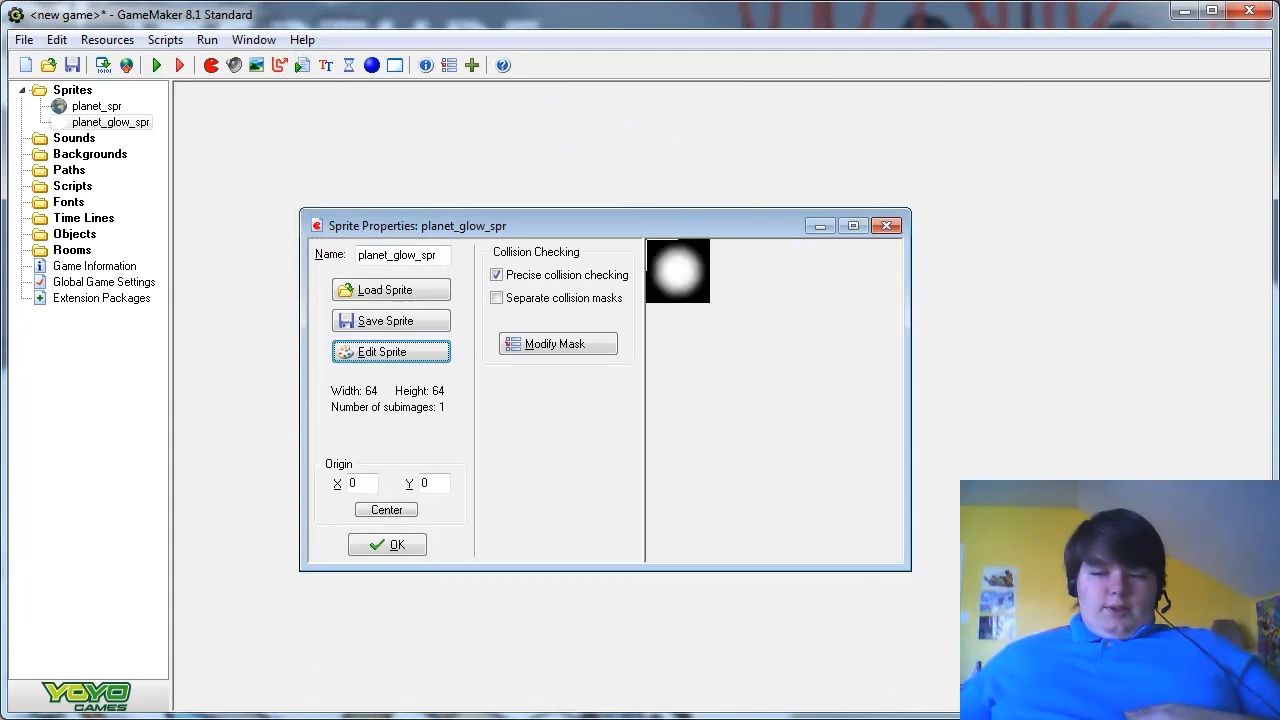 <new game>* - GameMaker 8.1 Standard
File Edit Resources Scripts Run Window Help
Sprites
planet_spr
planet_glow_spr
Sounds
Backgrounds
Paths
Scripts
Fonts
Time Lines
Objects
Rooms
Game Information
Global Game Settings
Extension Packages
Sprite Properties: planet_glow_spr
Name: planet_glow_spr
Load Sprite
Save Sprite
Edit Sprite
Width: 64 Height: 64
Number of subimages: 1
Origin
X 0 Y 0
Center
OK
Collision Checking
Precise collision checking
Separate collision masks
Modify Mask
YOYO
GAMES